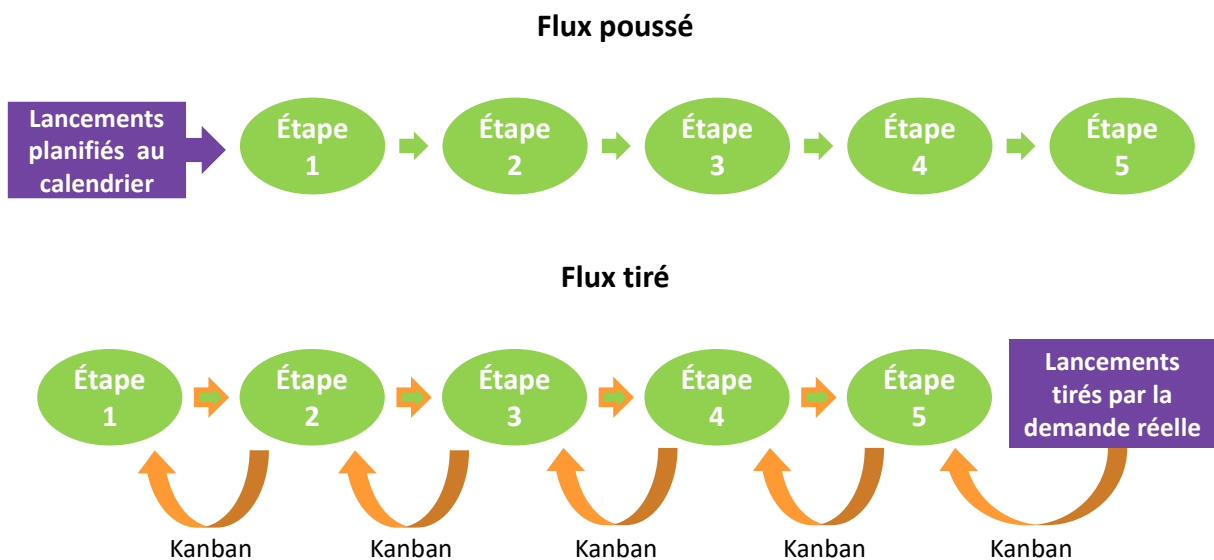 Flux poussé
Lancements
planifiés au
calendrier
Étape
1
Étape
2
Étape
3
Étape
4
Étape
5
Flux tiré
Étape
1
Étape
2
Étape
3
Étape
4
Étape
5
Lancements
tirés par la
demande réelle
Kanban
Kanban
Kanban
Kanban
Kanban